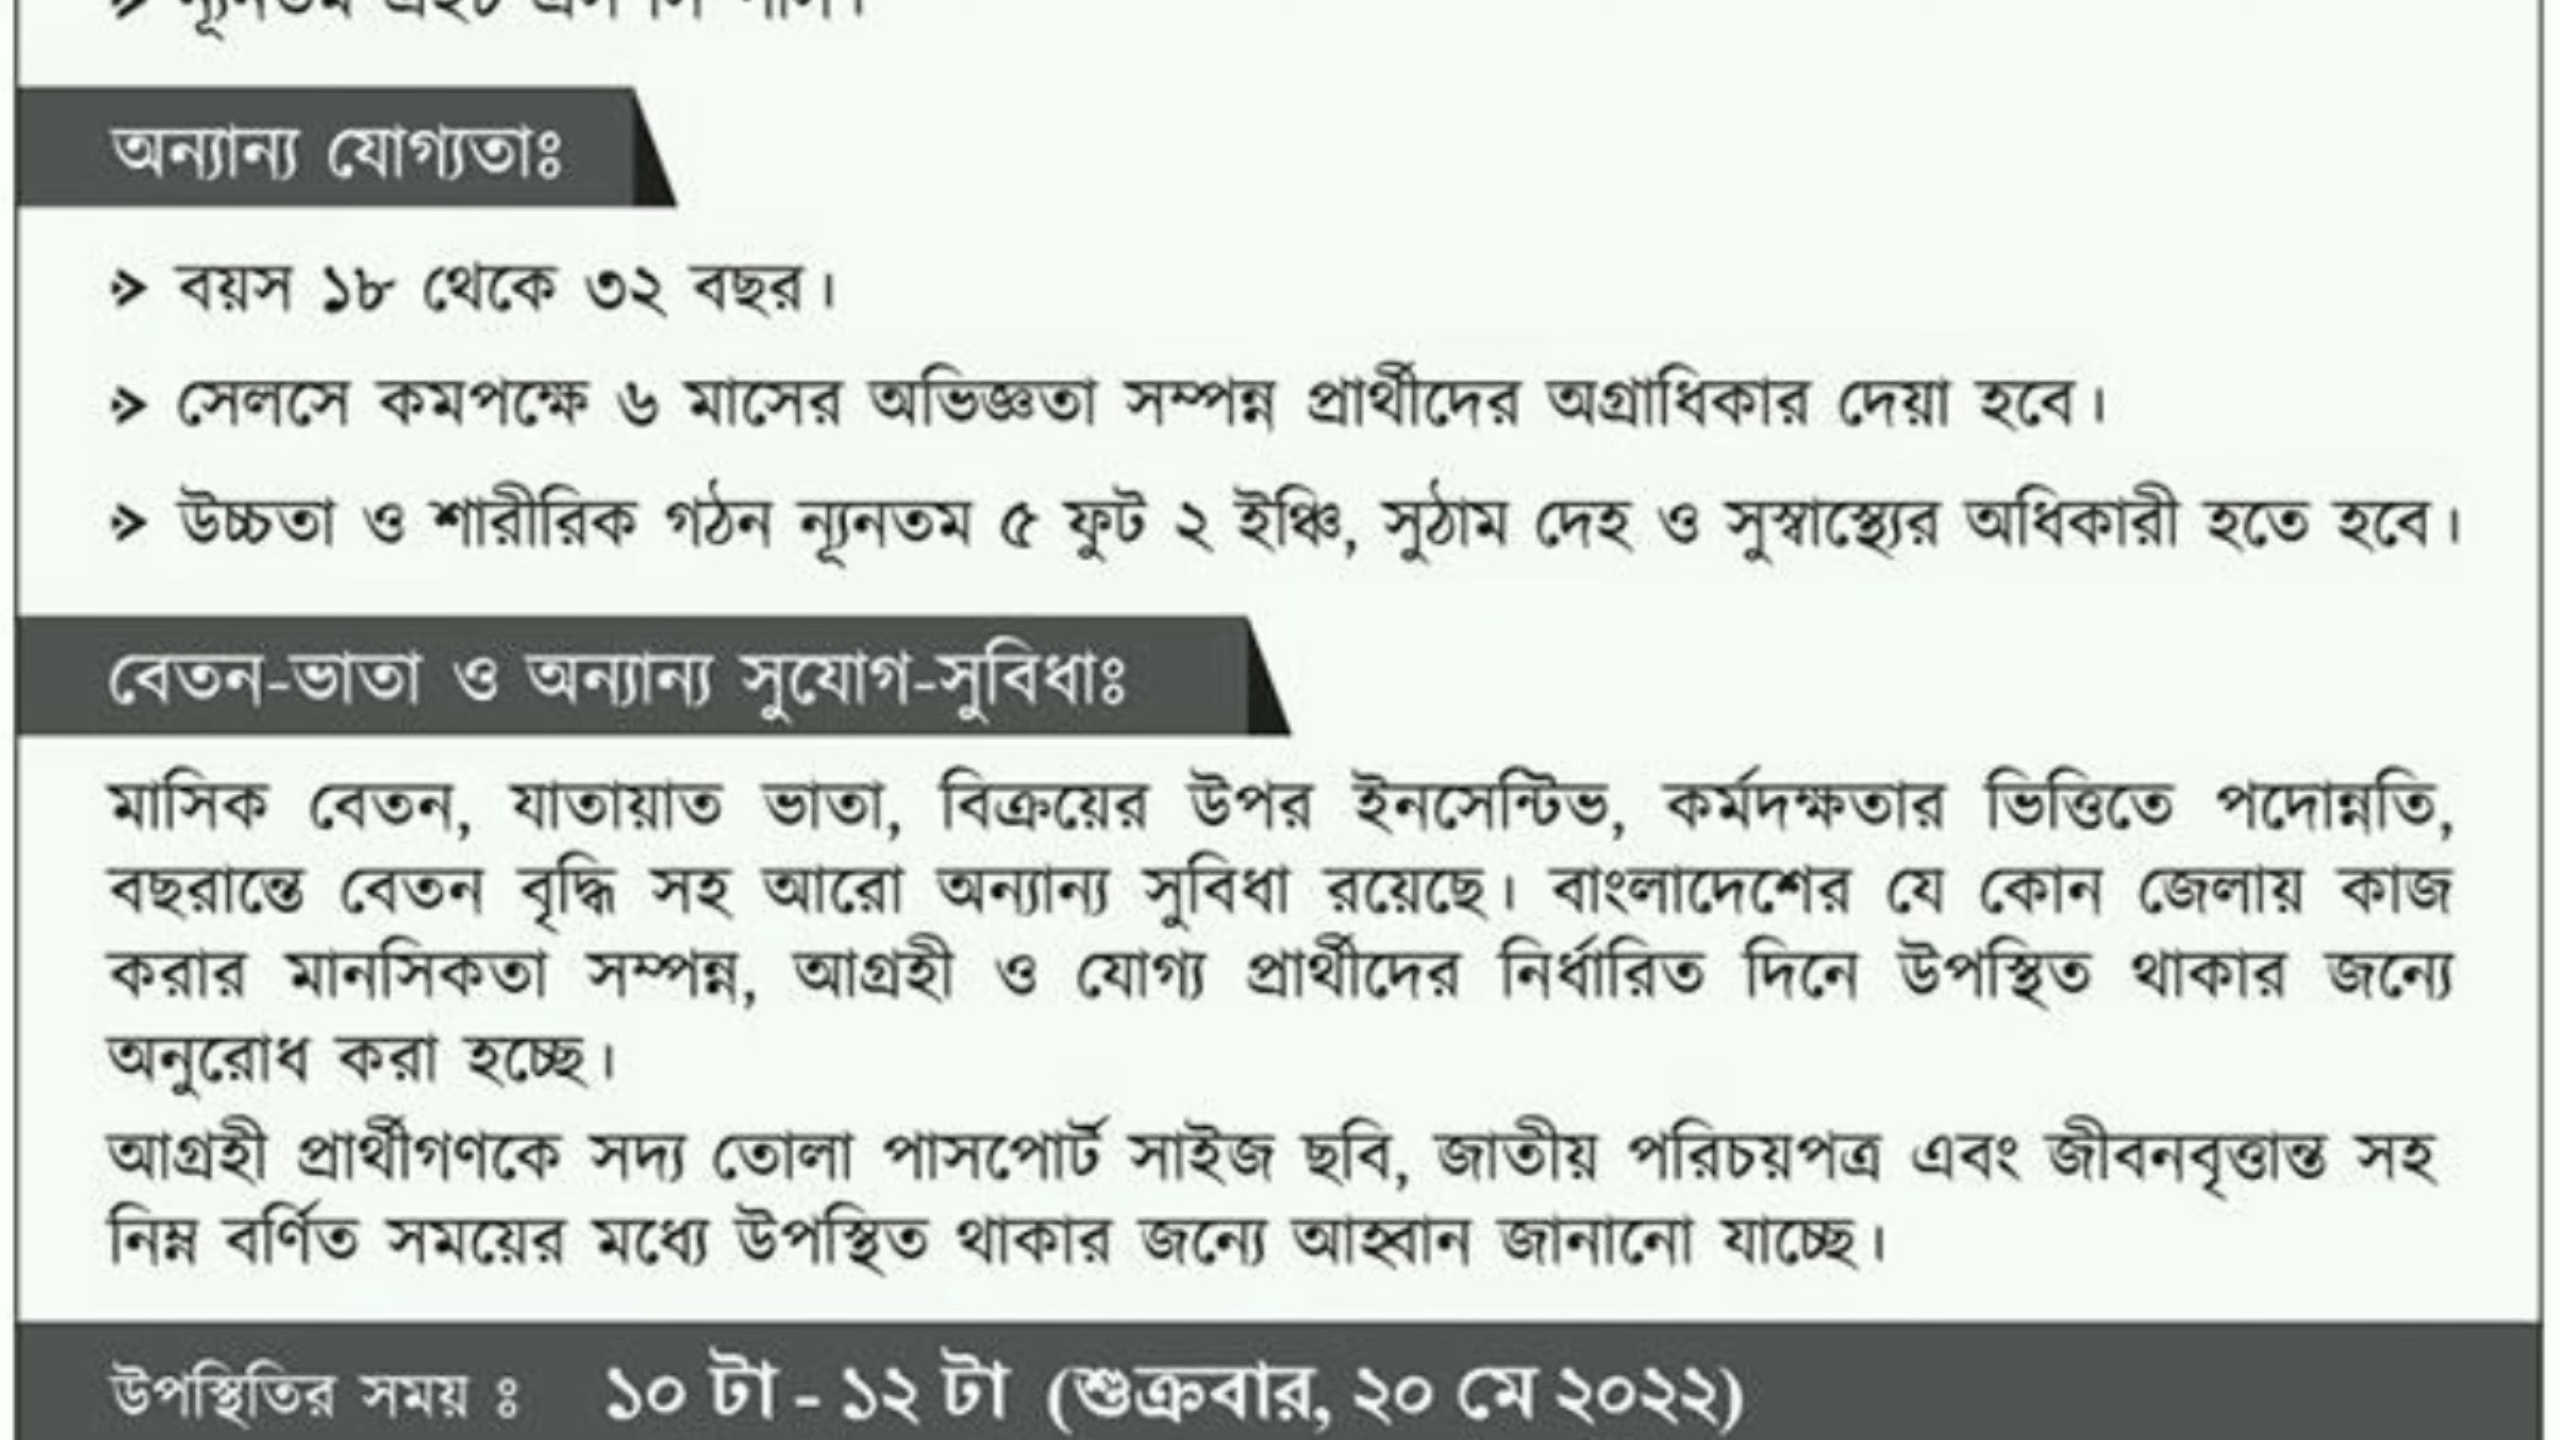 ন্যূনতম এইচ এস সি পাস।
অন্যান্য যোগ্যতাঃ
বয়স ১৮ থেকে ৩২ বছর।
সেলসে কমপক্ষে ৬ মাসের অভিজ্ঞতা সম্পন্ন প্রার্থীদের অগ্রাধিকার দেয়া হবে।
উচ্চতা ও শারীরিক গঠন ন্যূনতম ৫ ফুট ২ ইঞ্চি, সুঠাম দেহ ও সুস্বাস্থ্যের অধিকারী হতে হবে।
বেতন-ভাতা ও অন্যান্য সুযোগ-সুবিধাঃ
মাসিক বেতন, যাতায়াত ভাতা, বিক্রয়ের উপর ইনসেন্টিভ, কর্মদক্ষতার ভিত্তিতে পদোন্নতি,
বছরান্তে বেতন বৃদ্ধি সহ আরো অন্যান্য সুবিধা রয়েছে। বাংলাদেশের যে কোন জেলায় কাজ
করার মানসিকতা সম্পন্ন, আগ্রহী ও যোগ্য প্রার্থীদের নির্ধারিত দিনে উপস্থিত থাকার জন্যে
অনুরোধ করা হচ্ছে।
আগ্রহী প্রার্থীগণকে সদ্য তোলা পাসপোর্ট সাইজ ছবি, জাতীয় পরিচয়পত্র এবং জীবনবৃত্তান্ত সহ
নিম্ন বর্ণিত সময়ের মধ্যে উপস্থিত থাকার জন্যে আহ্বান জানানো যাচ্ছে।
উপস্থিতির সময় ঃ ১০ টা - ১২ টা (শুক্রবার, ২০ মে ২০২২)